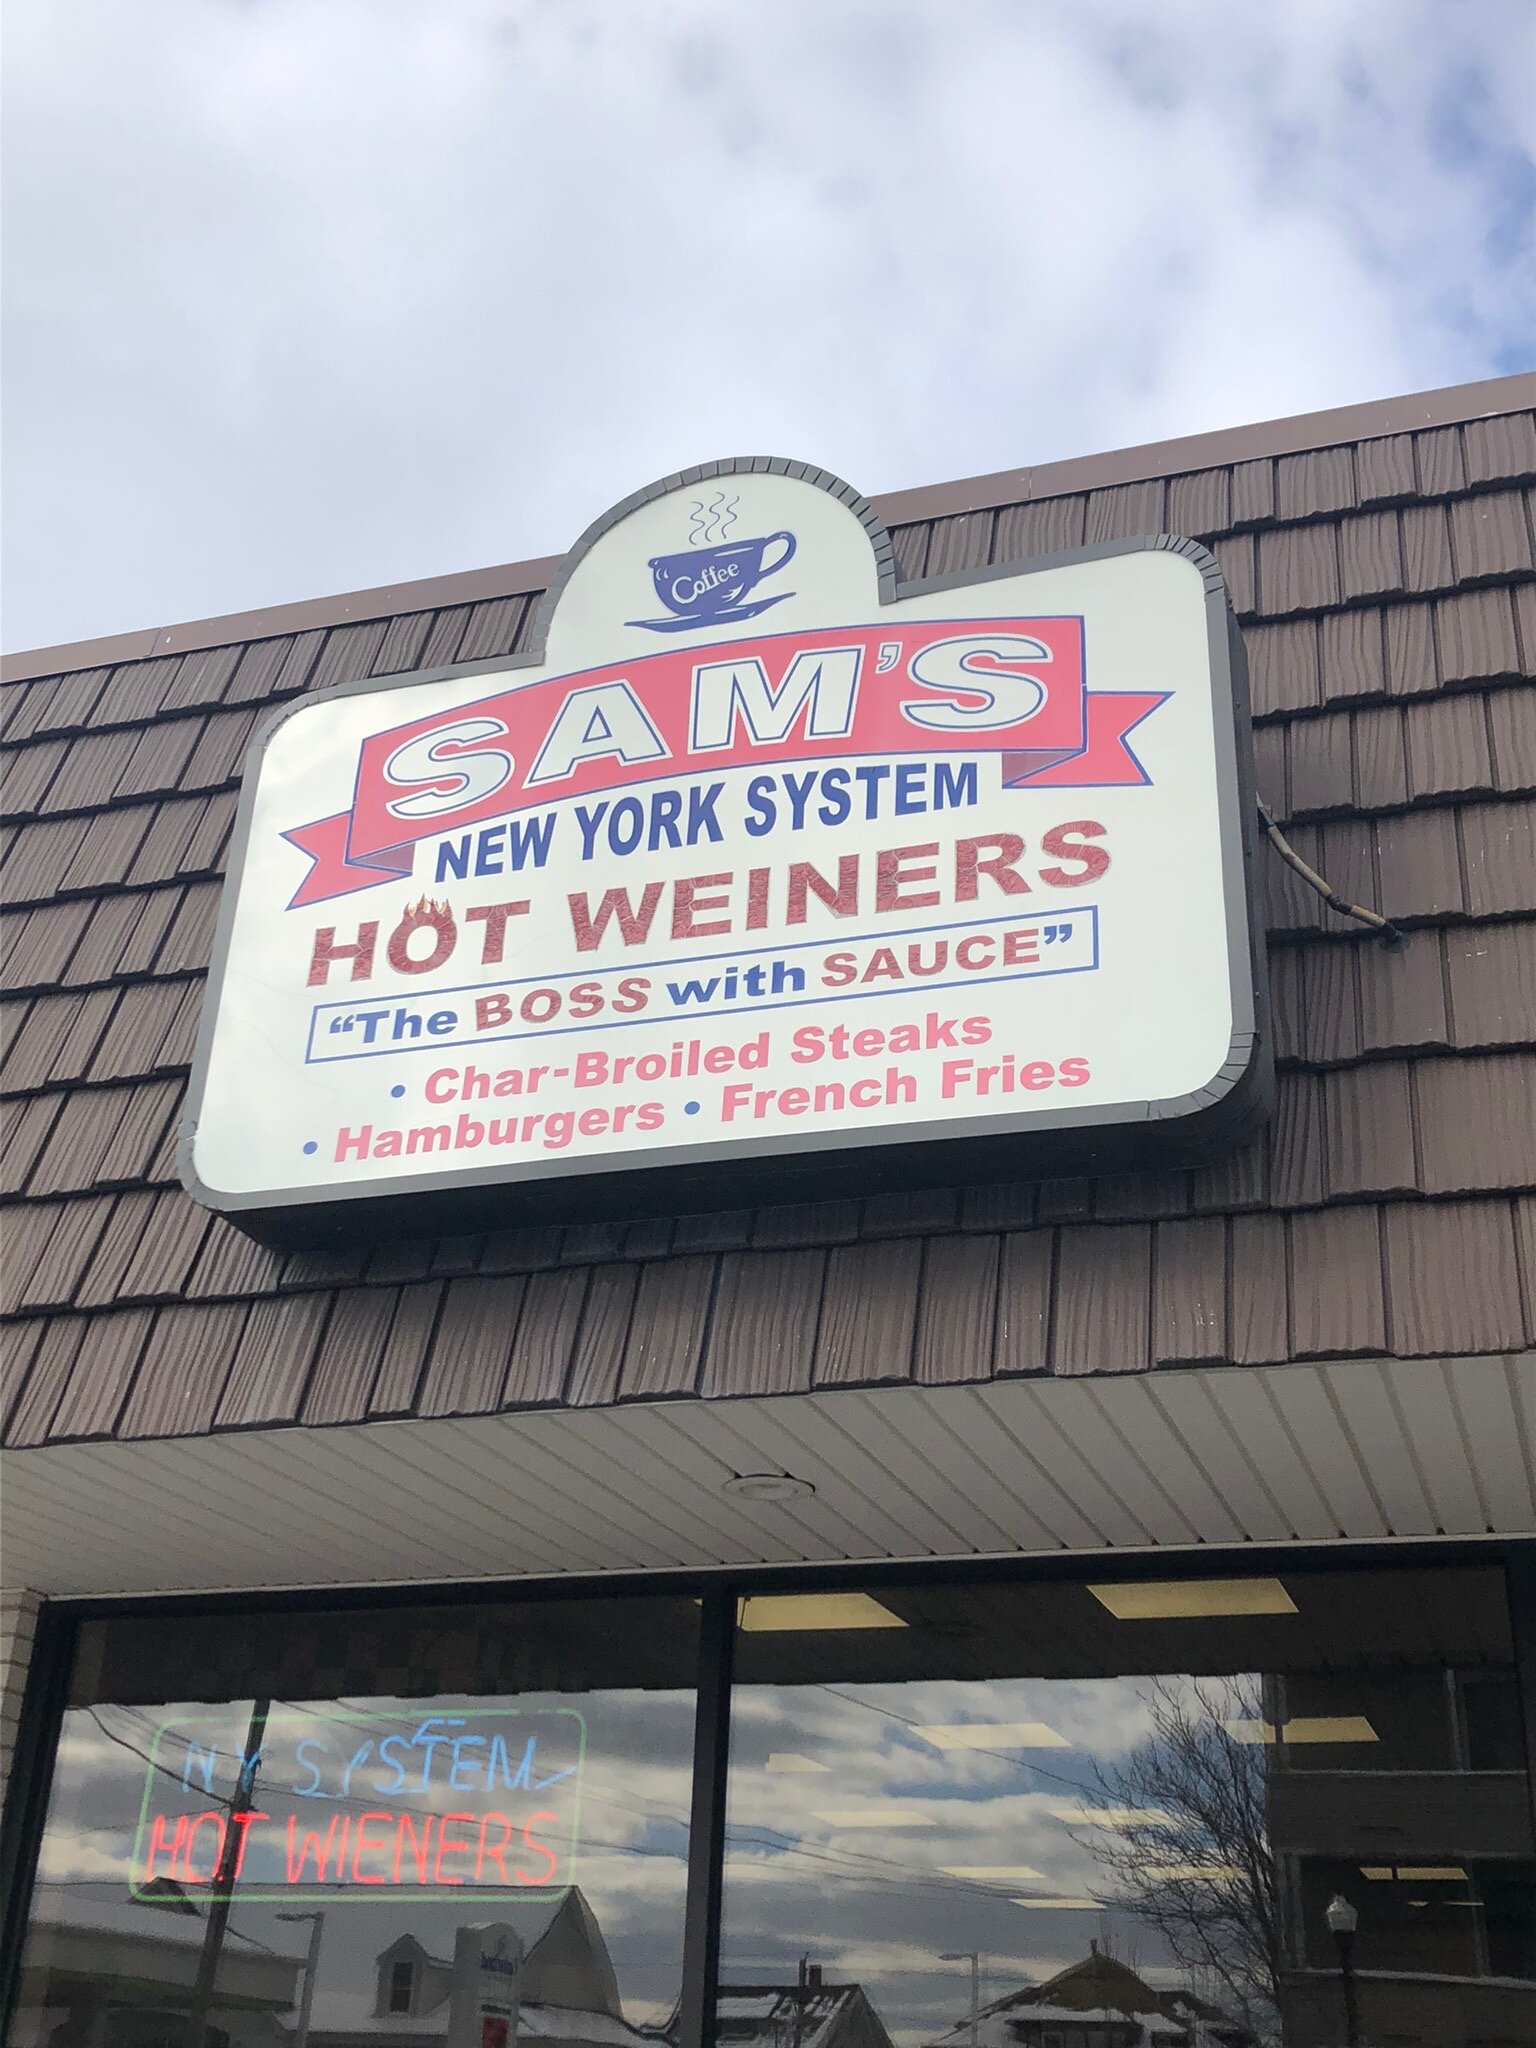 Coffee
SAM'S
NEW YORK SYSTEM
HOT WEINERS
“The BOSS with SAUCE”
• Char-Broiled Steaks
• Hamburgers • French Fries
NY SYSTEM
HOT WIENERS